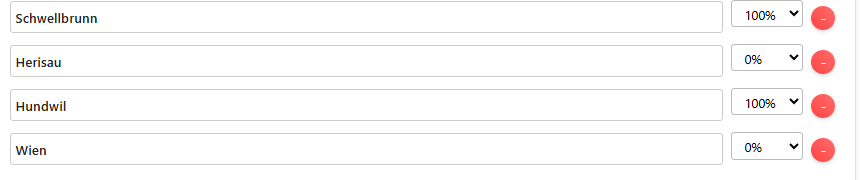 Schwellbrunn 100% -
Herisau 0% -
Hundwil 100% -
Wien 0% -